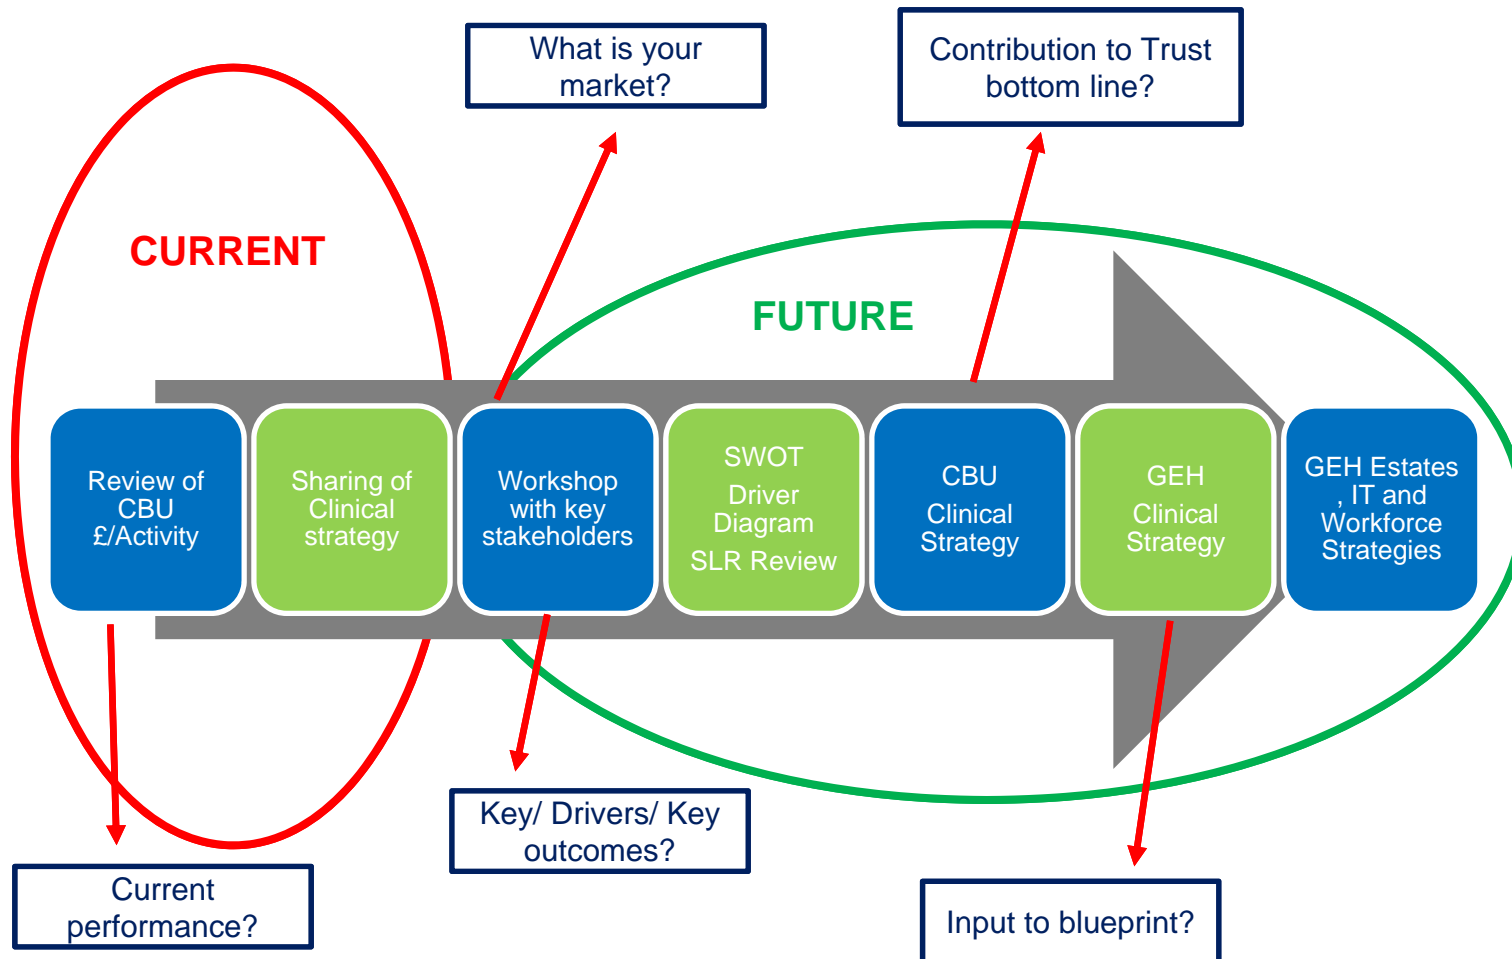 What is your
market?
Contribution to Trust
bottom line?
CURRENT
FUTURE
Review of
CBU
£/Activity
Sharing of
Clinical
strategy
Workshop
with key
stakeholders
SWOT
Driver
Diagram
SLR Review
CBU
Clinical
Strategy
GEH
Clinical
Strategy
GEH Estates
, IT and
Workforce
Strategies
Key/ Drivers/ Key
outcomes?
Current
performance?
Input to blueprint?